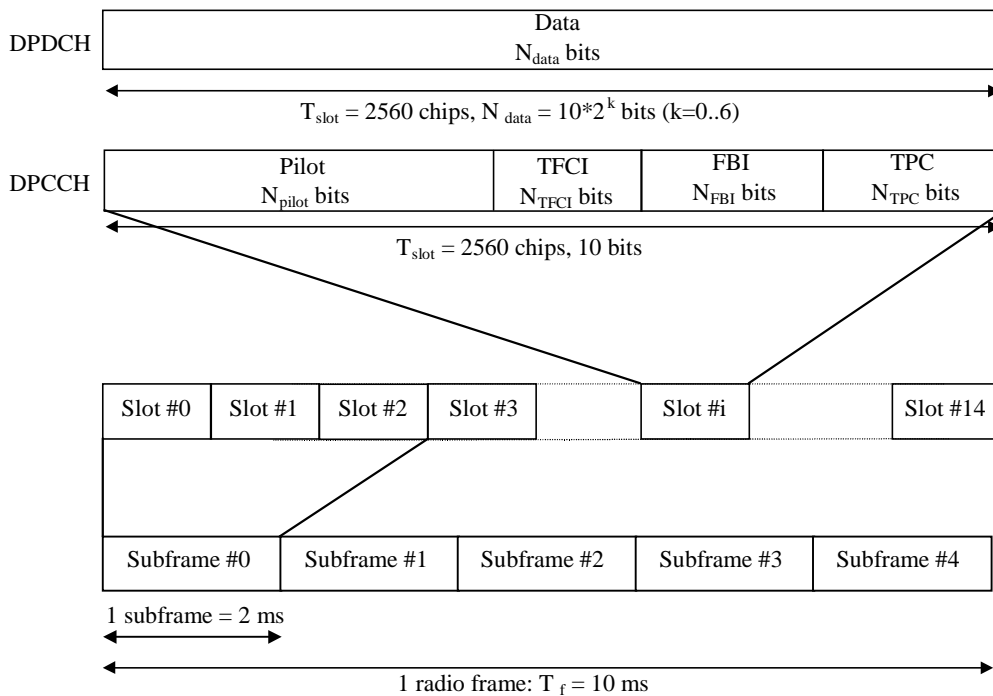 Data
DPDCH
N_data bits
T_slot = 2560 chips, N_data = 10*2^k bits (k=0..6)
Pilot TFCI FBI TPC
DPCCH
N_pilot bits N_TFCI bits N_FBI bits N_TPC bits
T_slot = 2560 chips, 10 bits
Slot #0 Slot #1 Slot #2 Slot #3 Slot #i Slot #14
Subframe #0 Subframe #1 Subframe #2 Subframe #3 Subframe #4
1 subframe = 2 ms
1 radio frame: T_f = 10 ms